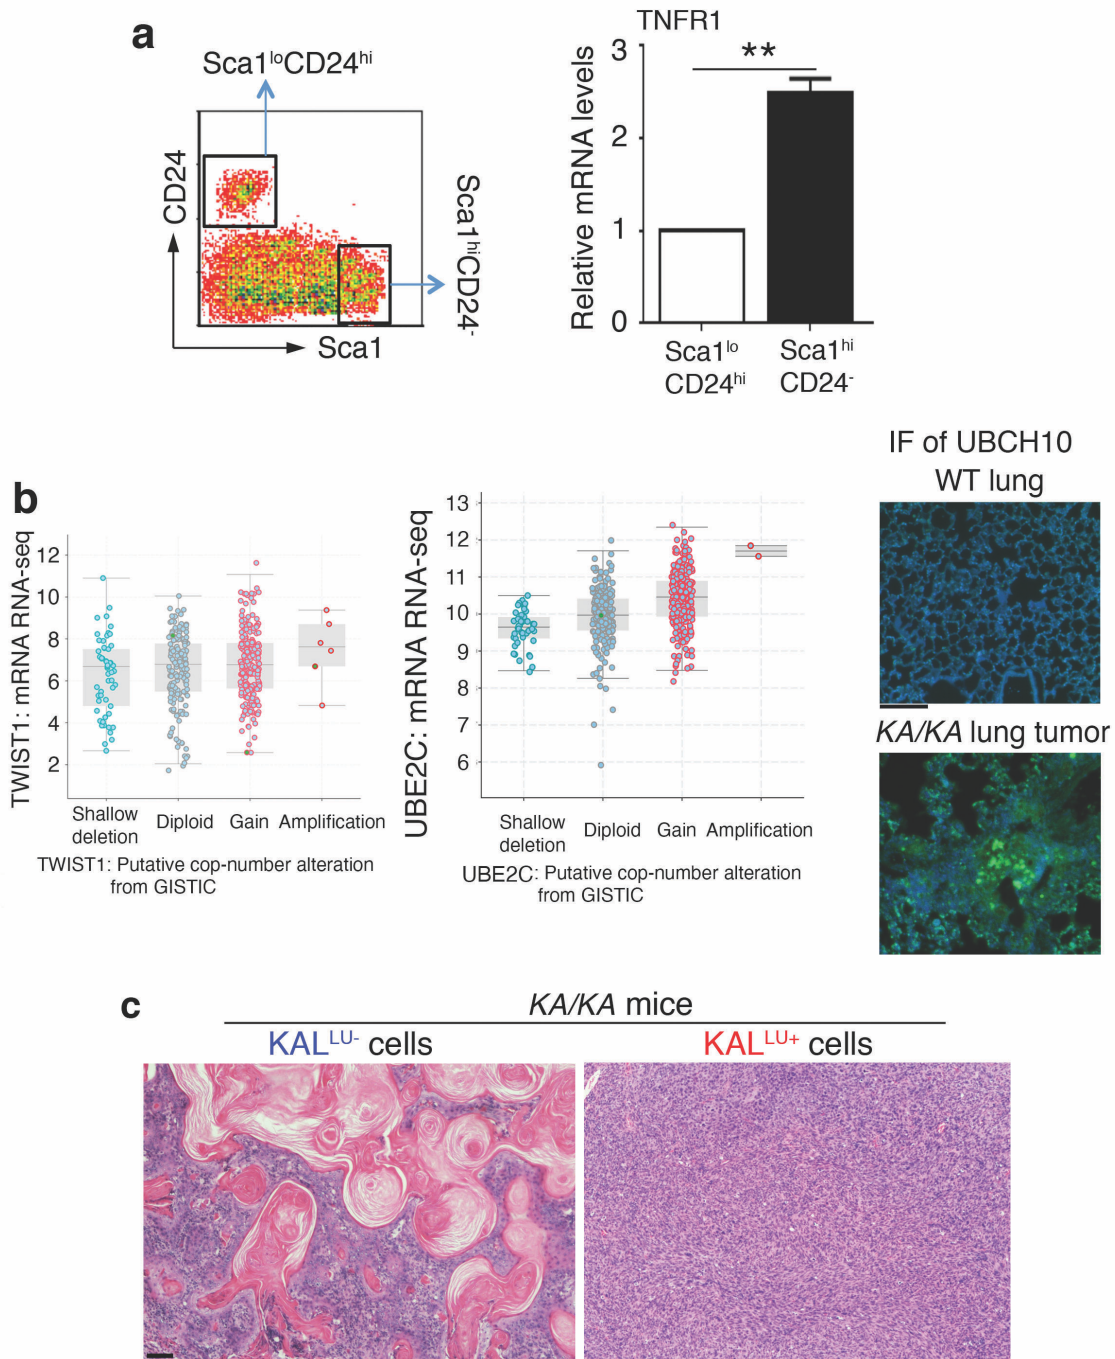 a
Sca1loCD24hi
CD24
Sca1
Sca1hiCD24-
TNFR1
Relative mRNA levels
3
2
1
0
**
Sca1lo
CD24hi
Sca1hi
CD24-
b
TWIST1: mRNA RNA-seq
12
10
8
6
4
2
Shallow
deletion
Diploid
Gain
Amplification
TWIST1: Putative cop-number alteration
from GISTIC
UBE2C: mRNA RNA-seq
13
12
11
10
9
8
7
6
Shallow
deletion
Diploid
Gain
Amplification
UBE2C: Putative cop-number alteration
from GISTIC
IF of UBCH10
WT lung
KA/KA lung tumor
c
KA/KA mice
KALLU- cells
KALLU+ cells